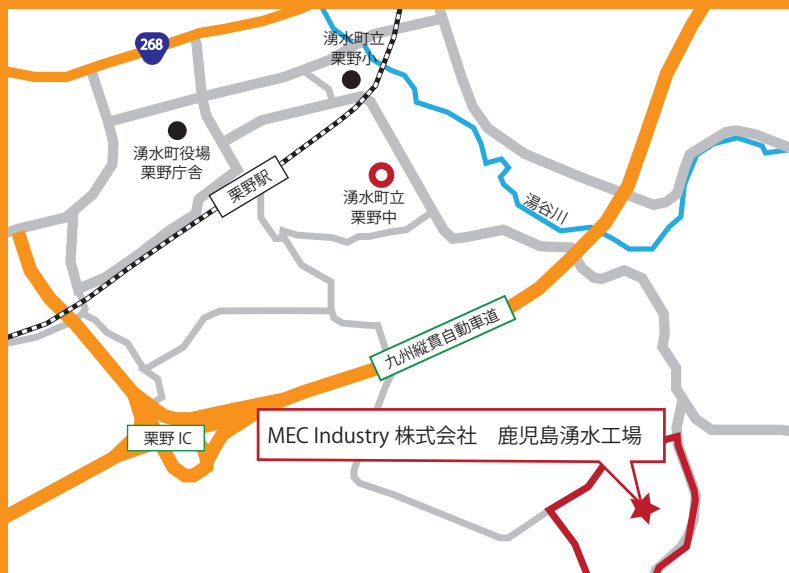 268
湧水町立
栗野小
湧水町役場
栗野庁舎
栗野駅
湧水町立
栗野中
湯谷川
九州縦貫自動車道
栗野 IC
MEC Industry 株式会社　鹿児島湧水工場